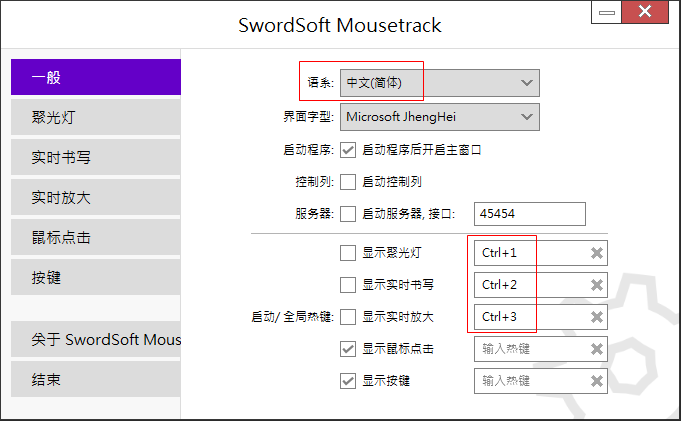 SwordSoft Mousetrack
一般
聚光灯
实时书写
实时放大
鼠标点击
按键
关于 SwordSoft Mous
结束
语系: 中文(简体)
界面字型: Microsoft JhengHei
启动程序: 启动程序后开启主窗口
控制列: 启动控制列
服务器: 启动服务器, 接口: 45454
显示聚光灯 Ctrl+1
显示实时书写 Ctrl+2
启动/ 全局热键: 显示实时放大 Ctrl+3
显示鼠标点击 输入热键
显示按键 输入热键